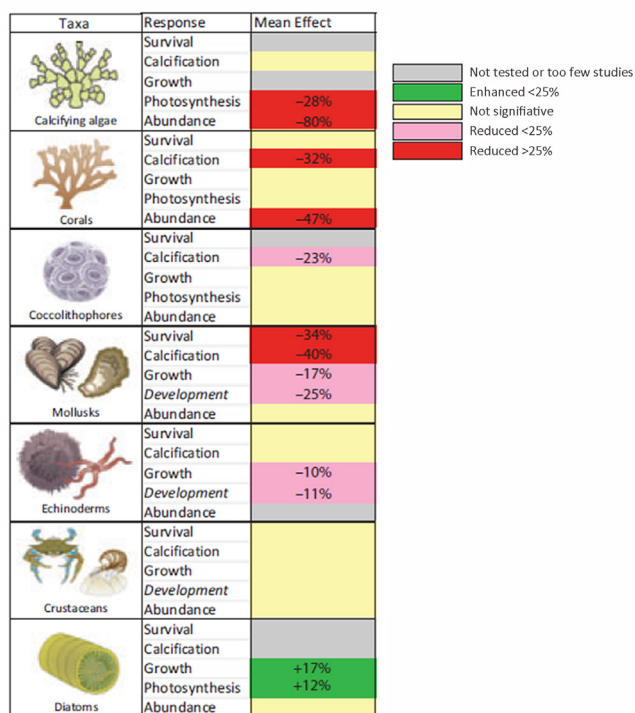 Taxa Response Mean Effect
Survival
Calcification
Growth
Photosynthesis –28%
Calcifying algae Abundance –80%
Survival
Calcification –32%
Growth
Photosynthesis
Corals Abundance –47%
Survival
Calcification –23%
Growth
Photosynthesis
Coccolithophores Abundance
Survival –34%
Calcification –40%
Growth –17%
Development –25%
Mollusks Abundance
Survival
Calcification
Growth –10%
Development –11%
Echinoderms Abundance
Survival
Calcification
Growth
Development
Crustaceans Abundance
Survival
Calcification
Growth +17%
Photosynthesis +12%
Diatoms Abundance
Not tested or too few studies
Enhanced <25%
Not signifiative
Reduced <25%
Reduced >25%